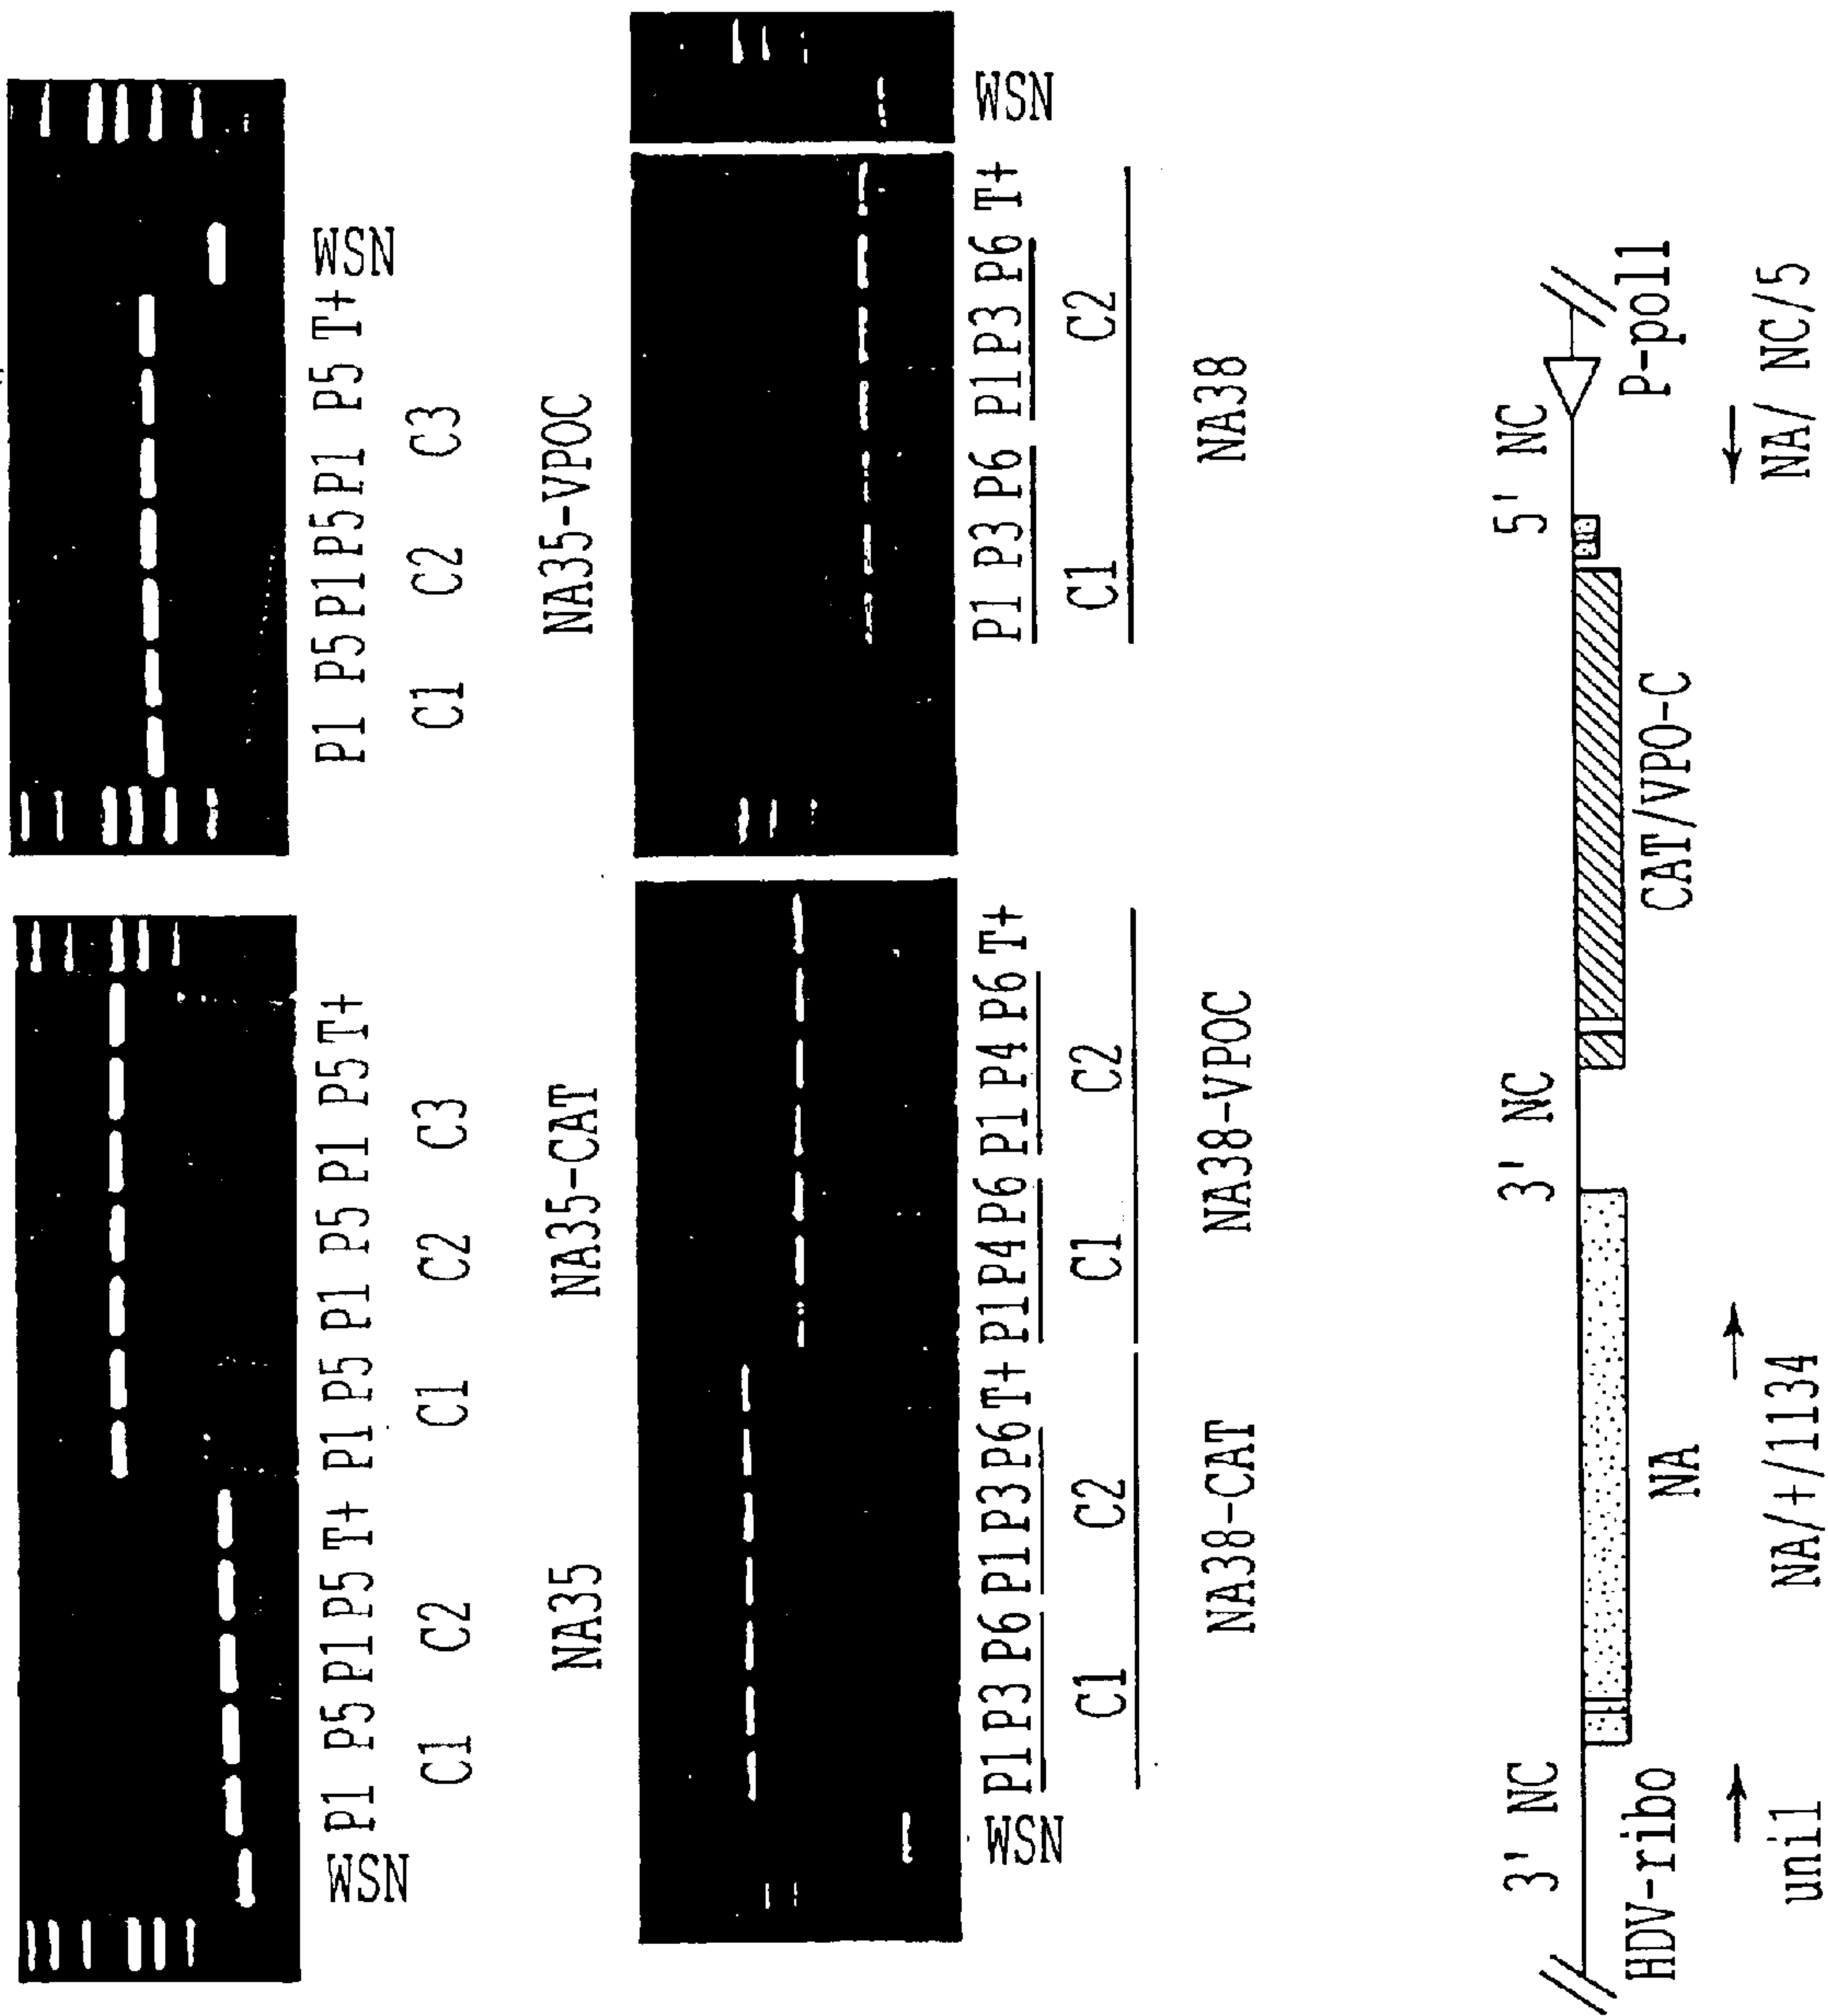 WSN P1 P5 P1 P5 T+ P1 P5 P1 P5 P1 P5 T+
C1 C2 C1 C2 C3
NA35 NA35-CAT
P1 P5 P1 P5 P1 P5 T+ WSN
C1 C2 C3
NA35-VPOC
WSN P1 P3 P6 P1 P3 P6 T+ P1 P4 P6 P1 P4 P6 T+
C1 C2 C1 C2
NA38-CAT NA38-VPOC
P1 P3 P6 P1 P3 P6 T+ WSN
C1 C2
NA38
3' NC 3' NC 5' NC
HDV-ribo NA CAT/VPO-C P-pol1
uni1 NA/+/1134 NA/ NC/5